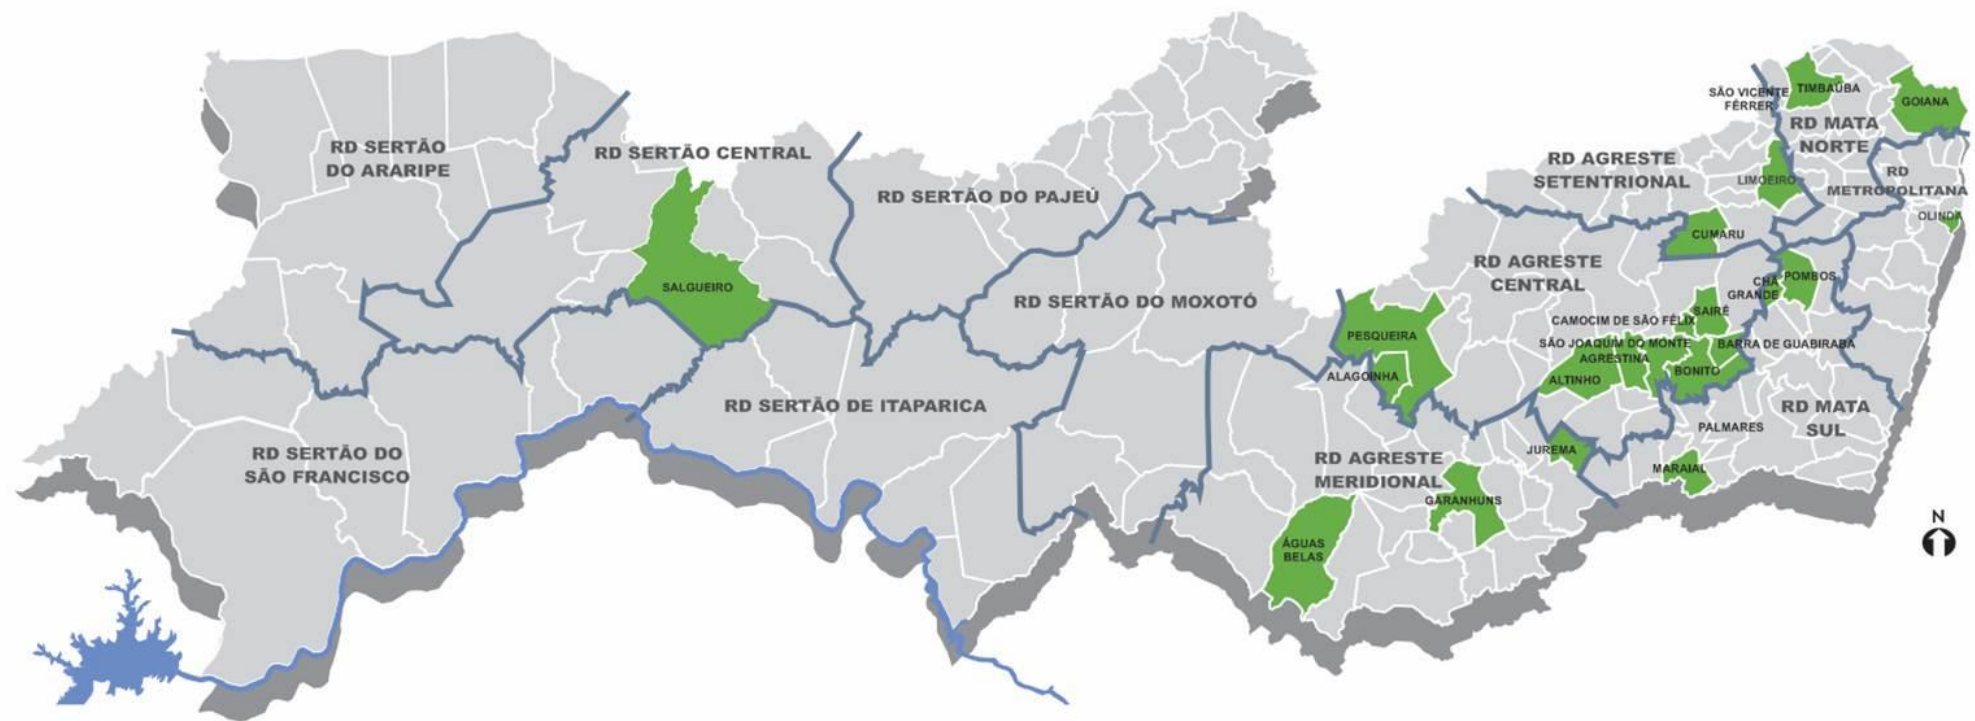 RD SERTÃO
DO ARARIPE
RD SERTÃO CENTRAL
SALGUEIRO
RD SERTÃO DO PAJEÚ
RD SERTÃO DO MOXOTÓ
RD SERTÃO DE ITAPARICA
RD SERTÃO DO
SÃO FRANCISCO
SÃO VICENTE
FÉRRER
TIMBAÚBA
GOIANA
RD MATA
NORTE
RD AGRESTE
SETENTRIONAL
LIMOEIRO
RD
METROPOLITANA
OLINDA
CUMARU
RD AGRESTE
CENTRAL
CHÃ
GRANDE
POMBOS
SAIRÉ
CAMOCIM DE SÃO FÉLIX
SÃO JOAQUIM DO MONTE
BARRA DE GUABIRABA
AGRESTINA
ALTINHO
BONITO
PESQUEIRA
ALAGOINHA
RD MATA
SUL
PALMARES
JUREMA
MARAIAL
RD AGRESTE
MERIDIONAL
GARANHUNS
ÁGUAS
BELAS
N